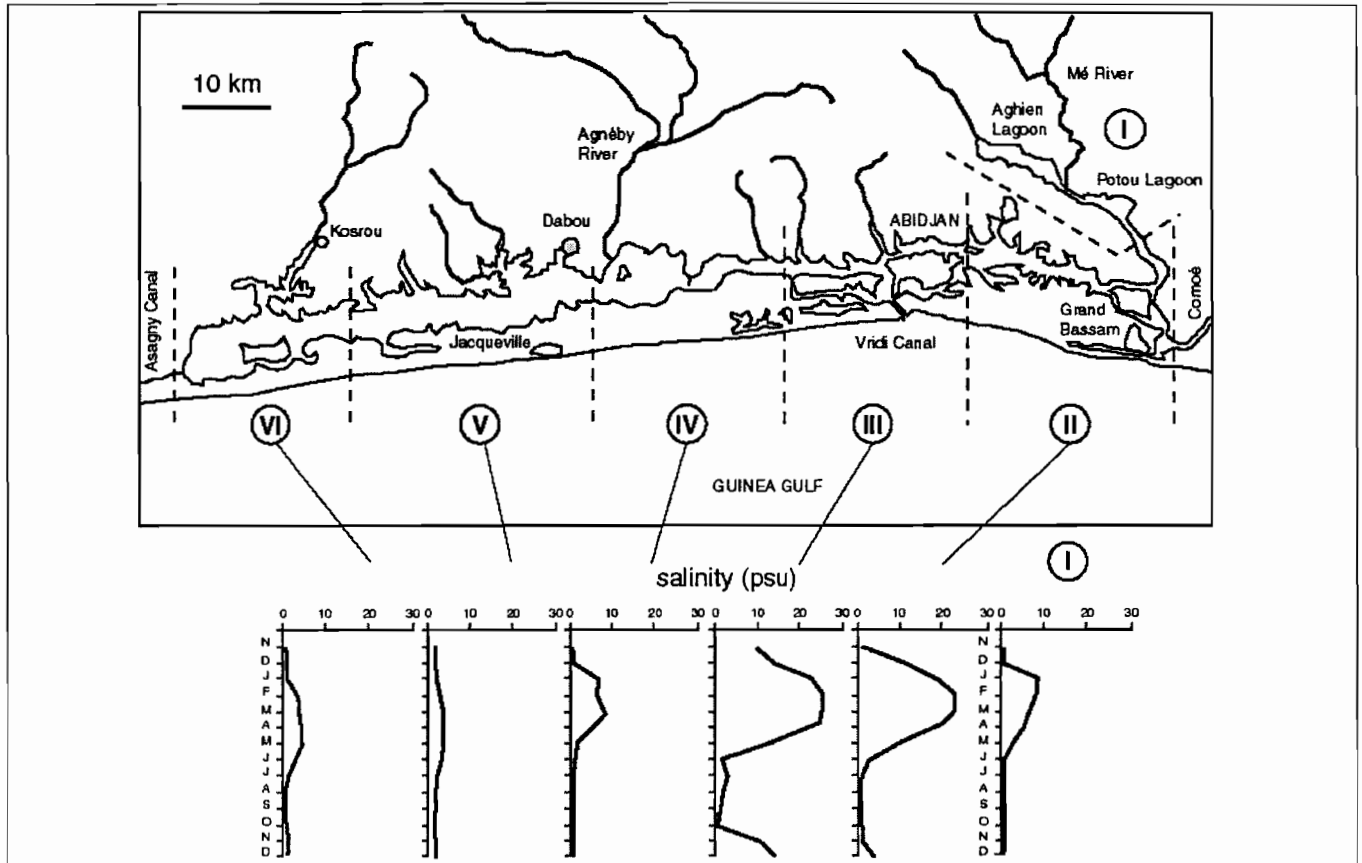 10 km
Mé River
Aghien
Lagoon
I
Agnéby
River
Potou Lagoon
Kosrou
Dabou
ABIDJAN
Asagny Canal
Jacqueville
Vridi Canal
Grand
Bassam
Comoé
VI
V
IV
III
II
GUINEA GULF
I
salinity (psu)
0 10 20 30
0 10 20 30
0 10 20 30
0 10 20 30
0 10 20 30
0 10 20 30
N
D
J
F
M
A
M
J
J
A
S
O
N
D
N
D
J
F
M
A
M
J
J
A
S
O
N
D